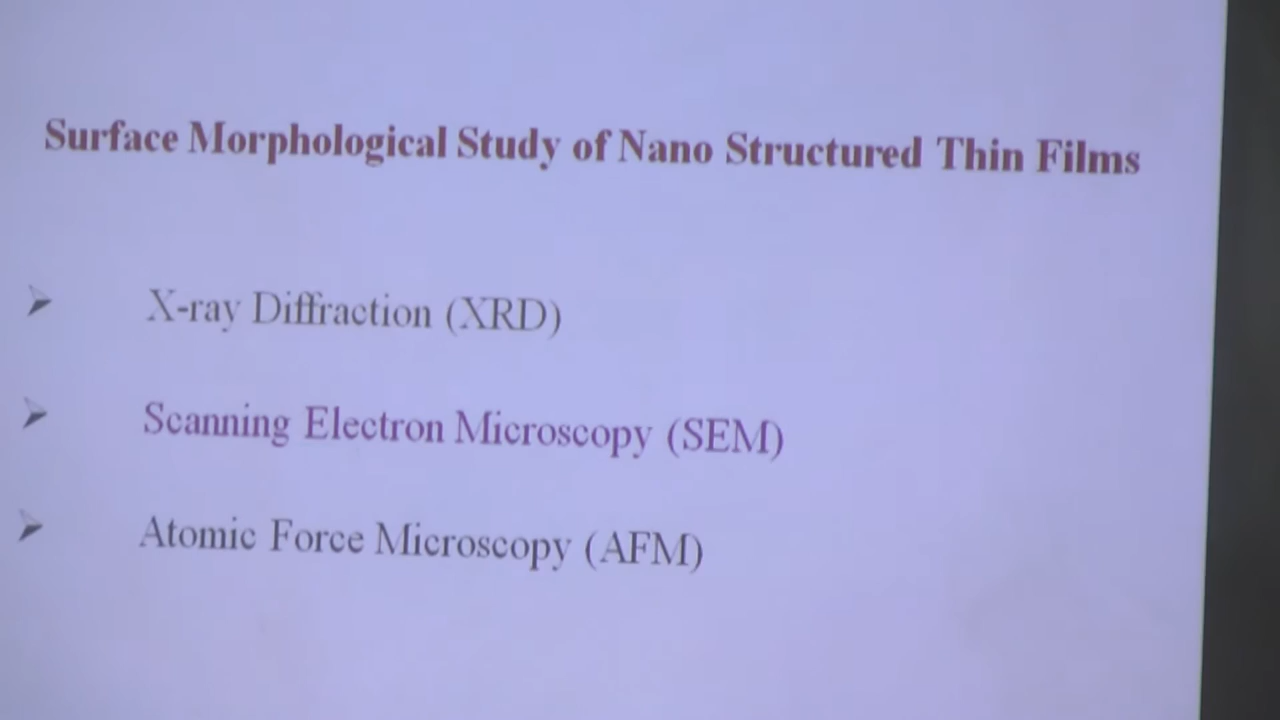 Surface Morphological Study of Nano Structured Thin Films
X-ray Diffraction (XRD)
Scanning Electron Microscopy (SEM)
Atomic Force Microscopy (AFM)